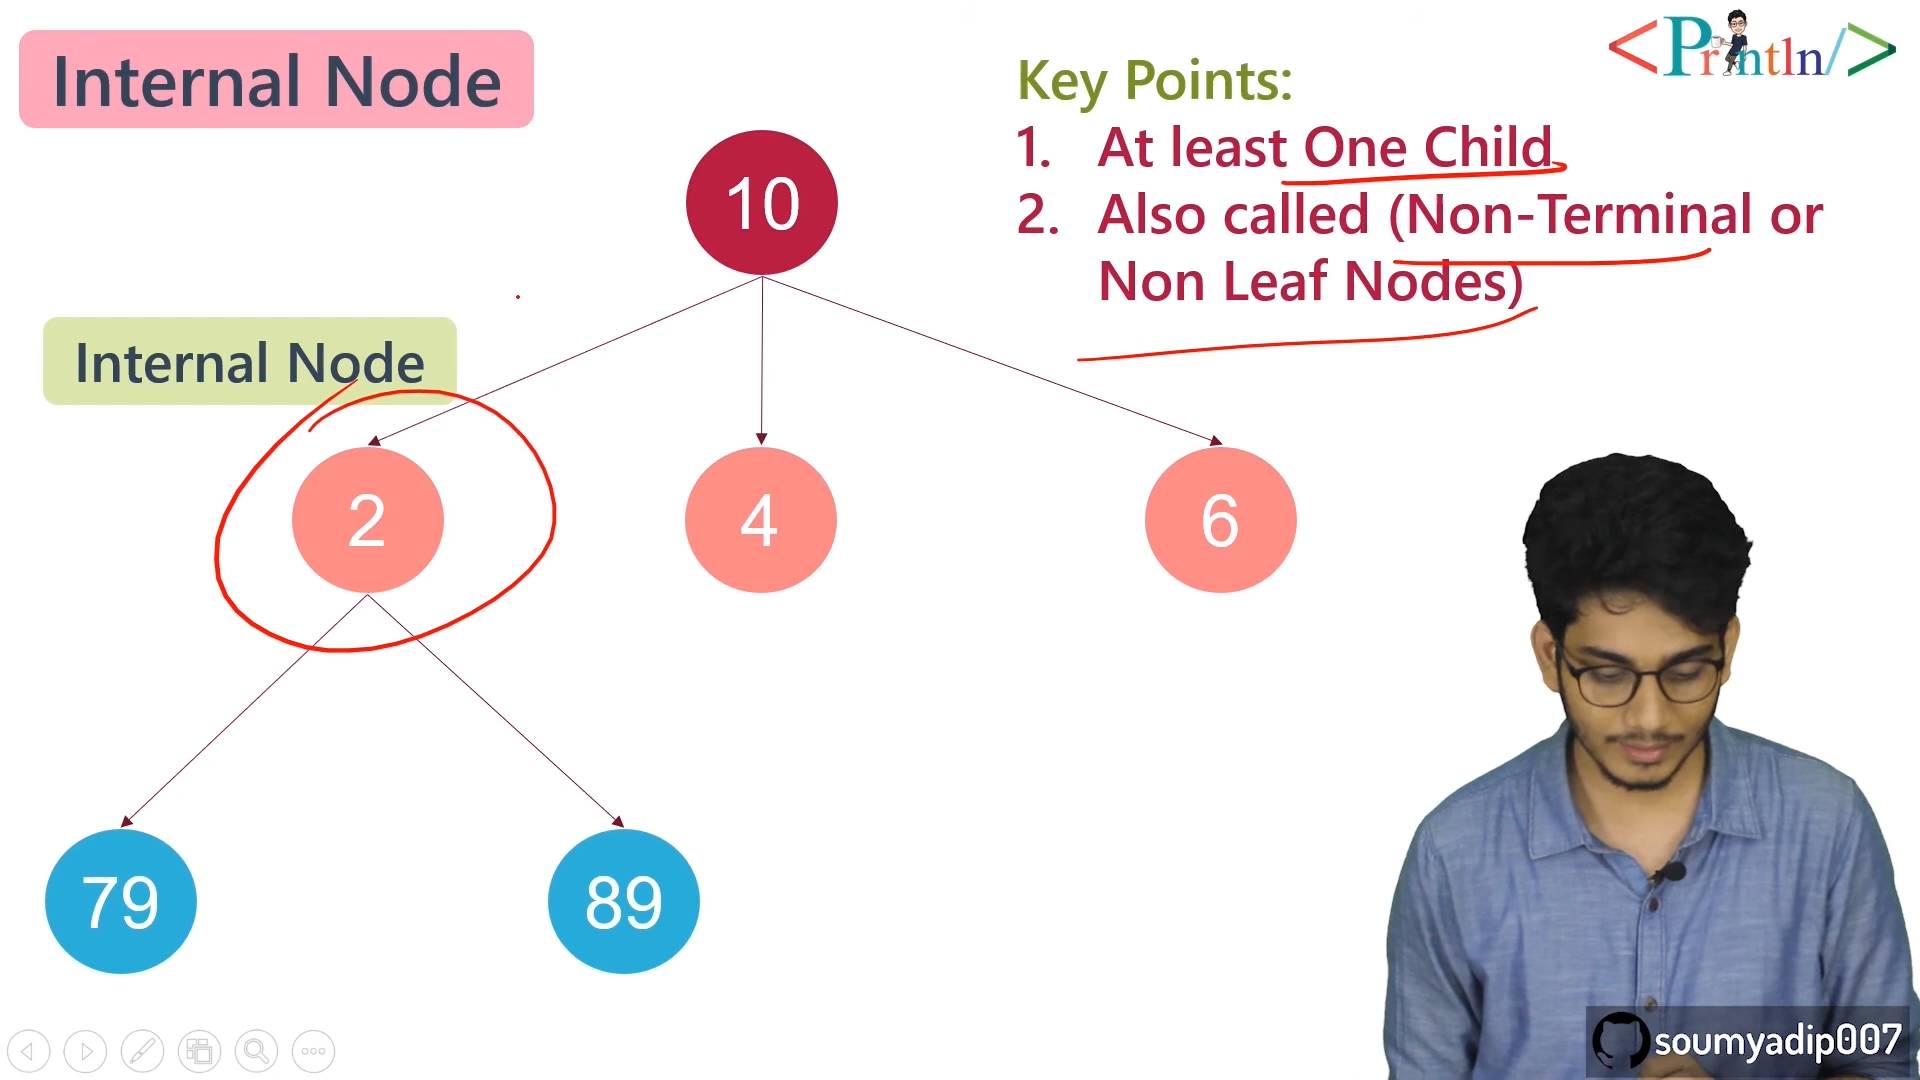 Internal Node
<Println/>
Key Points:
1. At least One Child
2. Also called (Non-Terminal or
Non Leaf Nodes)
10
Internal Node
2
4
6
79
89
soumyadip007